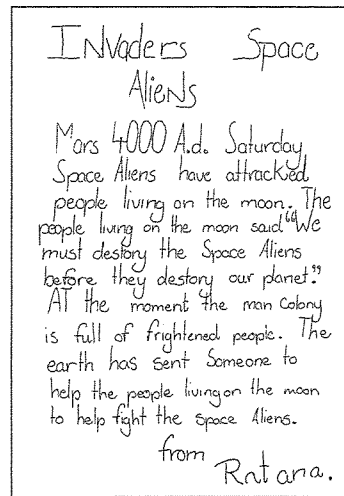 INvaders Space
AlieNs
Mars 4000 A.d. Saturday
Space Aliens have attracked
people living on the moon. The
people living on the moon said "We
must destory the Space Aliens
before they destory our planet."
AT the moment the man Colony
is full of frightened people. The
earth has sent Someone to
help the people living on the moon
to help fight the Space Aliens.
from
Ratana.